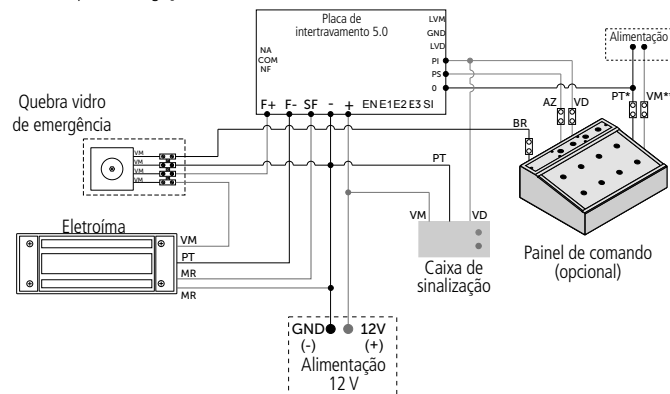 Placa de
intertravamento 5.0
LVM
GND
LVD
PI
PS
0
NA
COM
NF
F+ F- SF - + EN E1 E2 E3 SI
Alimentação
Quebra vidro
de emergência
VM
VM
VM
VM
BR
AZ VD
PT* VM*
PT
Eletroíma
VM
PT
MR
MR
VM VD
Caixa de
sinalização
Painel de comando
(opcional)
GND 12V
(-) (+)
Alimentação
12 V